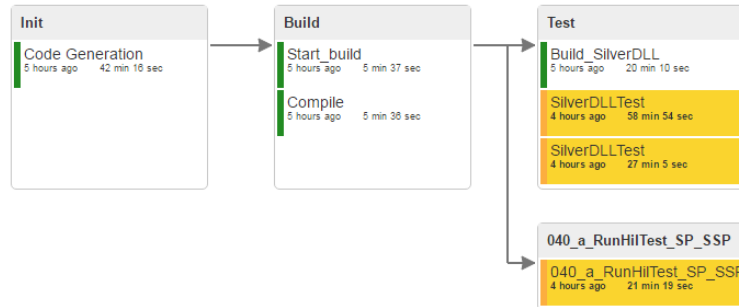 Init
Code Generation
5 hours ago 42 min 16 sec
Build
Start_build
5 hours ago 5 min 37 sec
Compile
5 hours ago 5 min 36 sec
Test
Build_SilverDLL
5 hours ago 20 min 10 sec
SilverDLLTest
4 hours ago 58 min 54 sec
SilverDLLTest
4 hours ago 27 min 5 sec
040_a_RunHilTest_SP_SSP
040_a_RunHilTest_SP_SSP
4 hours ago 21 min 19 sec